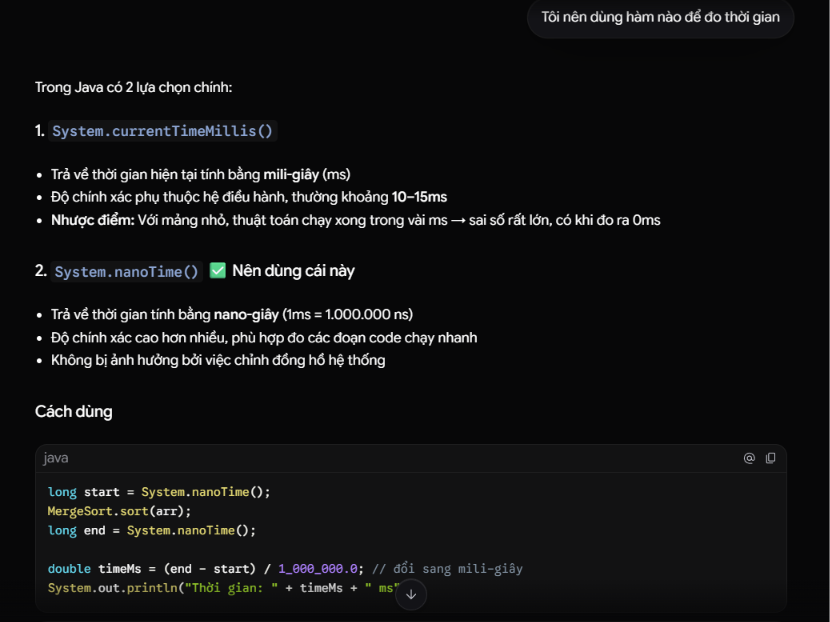 Tôi nên dùng hàm nào để đo thời gian
Trong Java có 2 lựa chọn chính:
1. System.currentTimeMillis()
• Trả về thời gian hiện tại tính bằng mili-giây (ms)
• Độ chính xác phụ thuộc hệ điều hành, thường khoảng 10–15ms
• Nhược điểm: Với mảng nhỏ, thuật toán chạy xong trong vài ms → sai số rất lớn, có khi đo ra 0ms
2. System.nanoTime() ✅ Nên dùng cái này
• Trả về thời gian tính bằng nano-giây (1ms = 1.000.000 ns)
• Độ chính xác cao hơn nhiều, phù hợp đo các đoạn code chạy nhanh
• Không bị ảnh hưởng bởi việc chỉnh đồng hồ hệ thống
Cách dùng
java
long start = System.nanoTime();
MergeSort.sort(arr);
long end = System.nanoTime();
double timeMs = (end - start) / 1_000_000.0; // đổi sang mili-giây
System.out.println("Thời gian: " + timeMs + " ms"